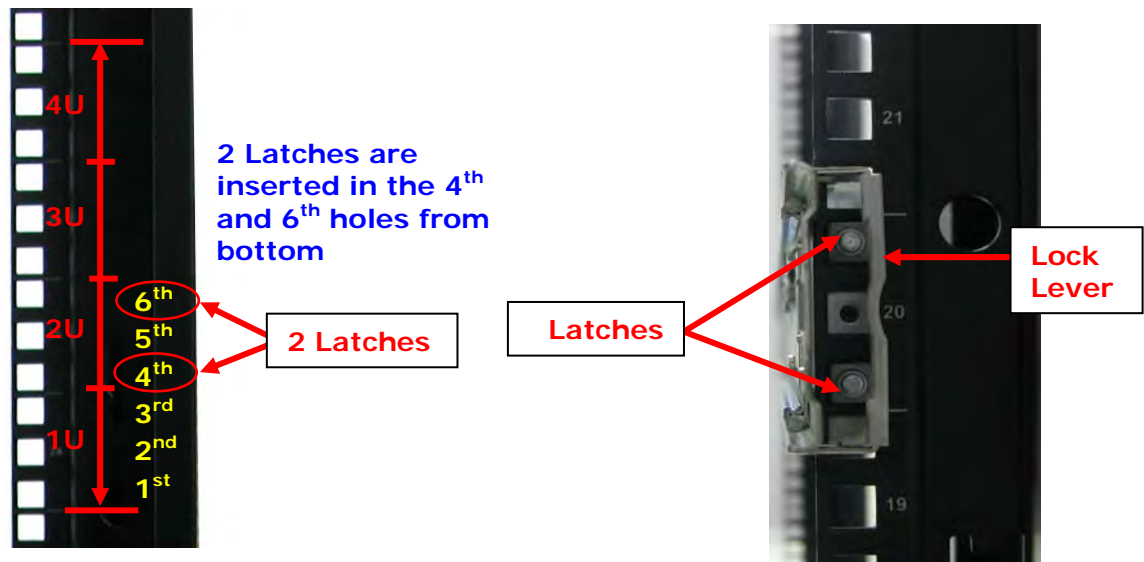 4U
3U
2U
1U
2 Latches are
inserted in the 4th
and 6th holes from
bottom
6th
5th
4th
3rd
2nd
1st
2 Latches
Latches
Lock
Lever
21
20
19